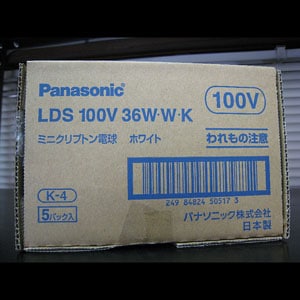 Panasonic
100V
LDS 100V 36W·W·K
ミニクリプトン電球 ホワイト
われもの注意
K-4
5パック入
249 84824 50517 3
パナソニック株式会社
日本製